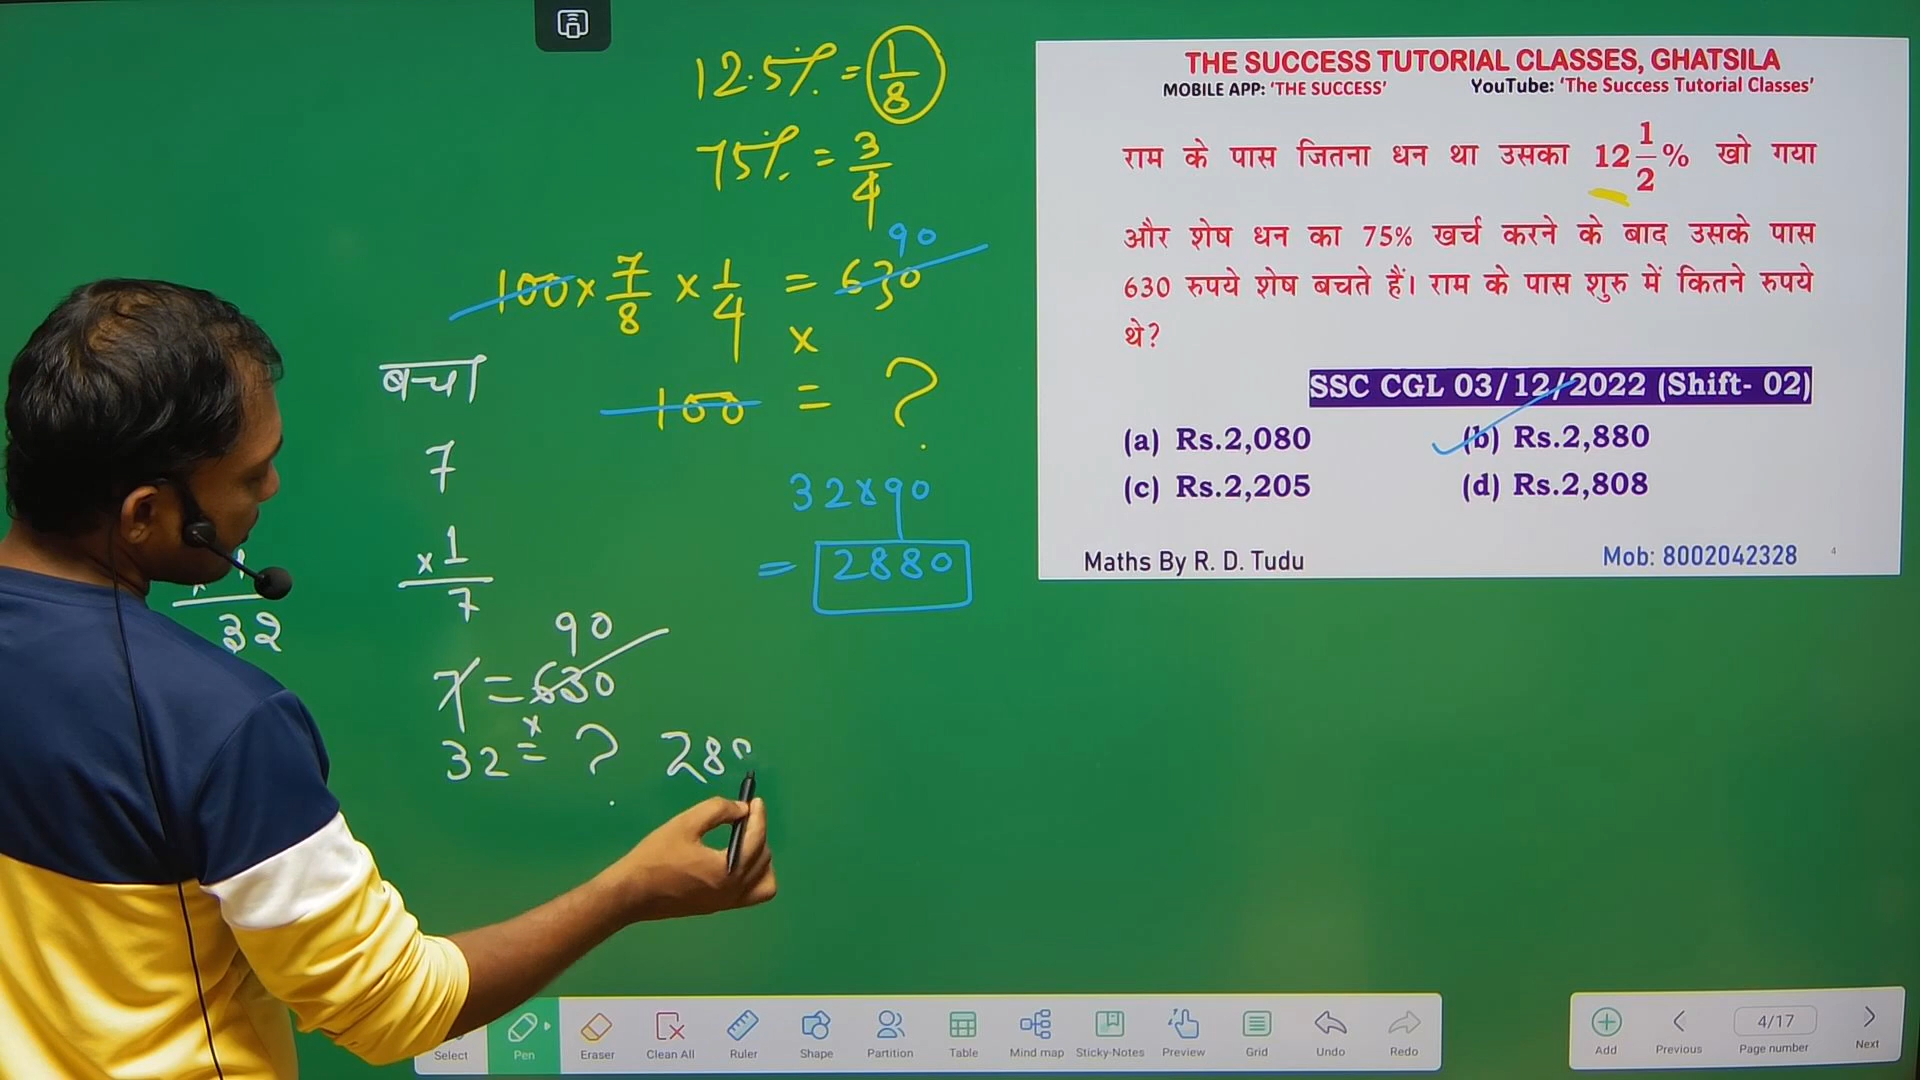 12.5% = 1/8
75% = 3/4
90
100 × 7/8 × 1/4 = 630
×
100 = ?
32×90
= 2880
बचा
7
×1
7
32
90
7 = 630
×
32 = ? 288
THE SUCCESS TUTORIAL CLASSES, GHATSILA
MOBILE APP: 'THE SUCCESS' YouTube: 'The Success Tutorial Classes'
राम के पास जितना धन था उसका 12 1/2 % खो गया
और शेष धन का 75% खर्च करने के बाद उसके पास
630 रुपये शेष बचते हैं। राम के पास शुरु में कितने रुपये
थे?
SSC CGL 03/12/2022 (Shift- 02)
(a) Rs.2,080 (b) Rs.2,880
(c) Rs.2,205 (d) Rs.2,808
Maths By R. D. Tudu Mob: 8002042328 4
Select Pen Eraser Clean All Ruler Shape Partition Table Mind map Sticky-Notes Preview Grid Undo Redo
Add Previous 4/17 Page number Next